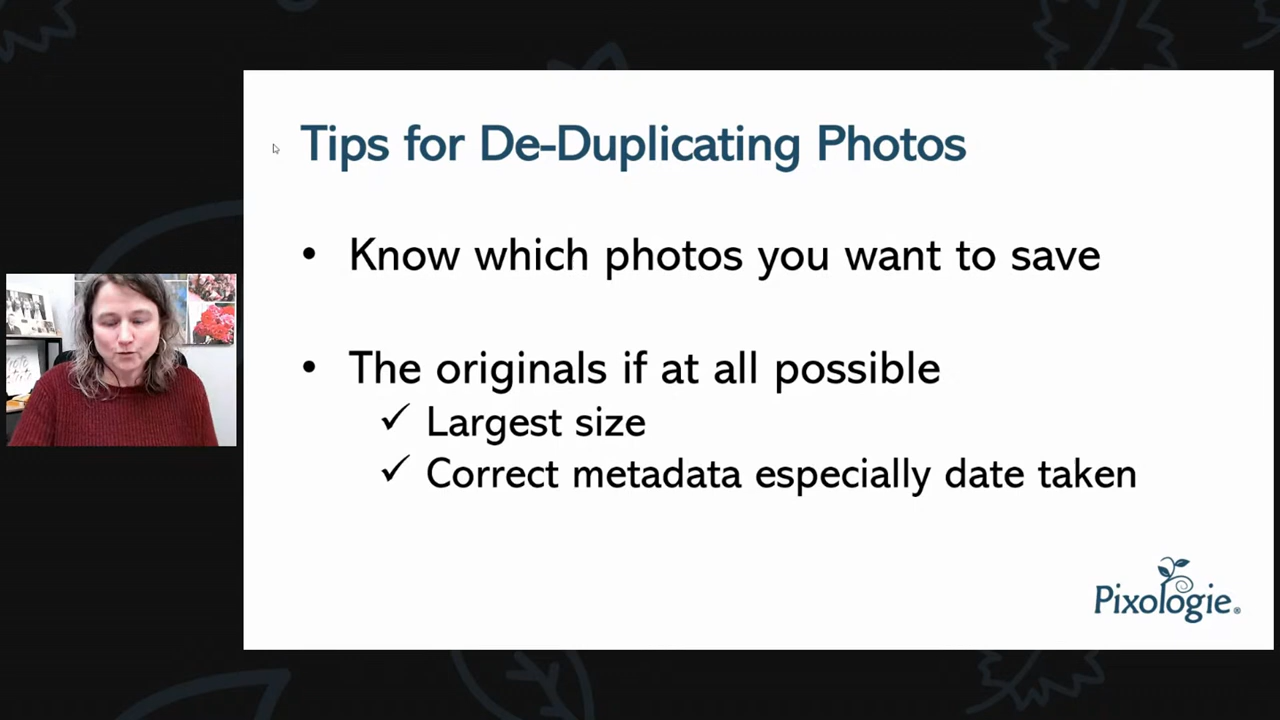 Tips for De-Duplicating Photos
• Know which photos you want to save
• The originals if at all possible
✓ Largest size
✓ Correct metadata especially date taken
Pixologie®